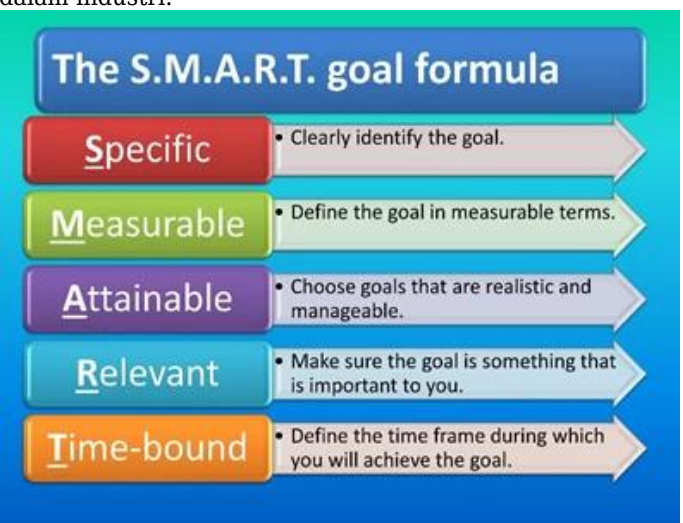 dalam industri.
The S.M.A.R.T. goal formula
Specific
• Clearly identify the goal.
Measurable
• Define the goal in measurable terms.
Attainable
• Choose goals that are realistic and
manageable.
Relevant
• Make sure the goal is something that
is important to you.
Time-bound
• Define the time frame during which
you will achieve the goal.